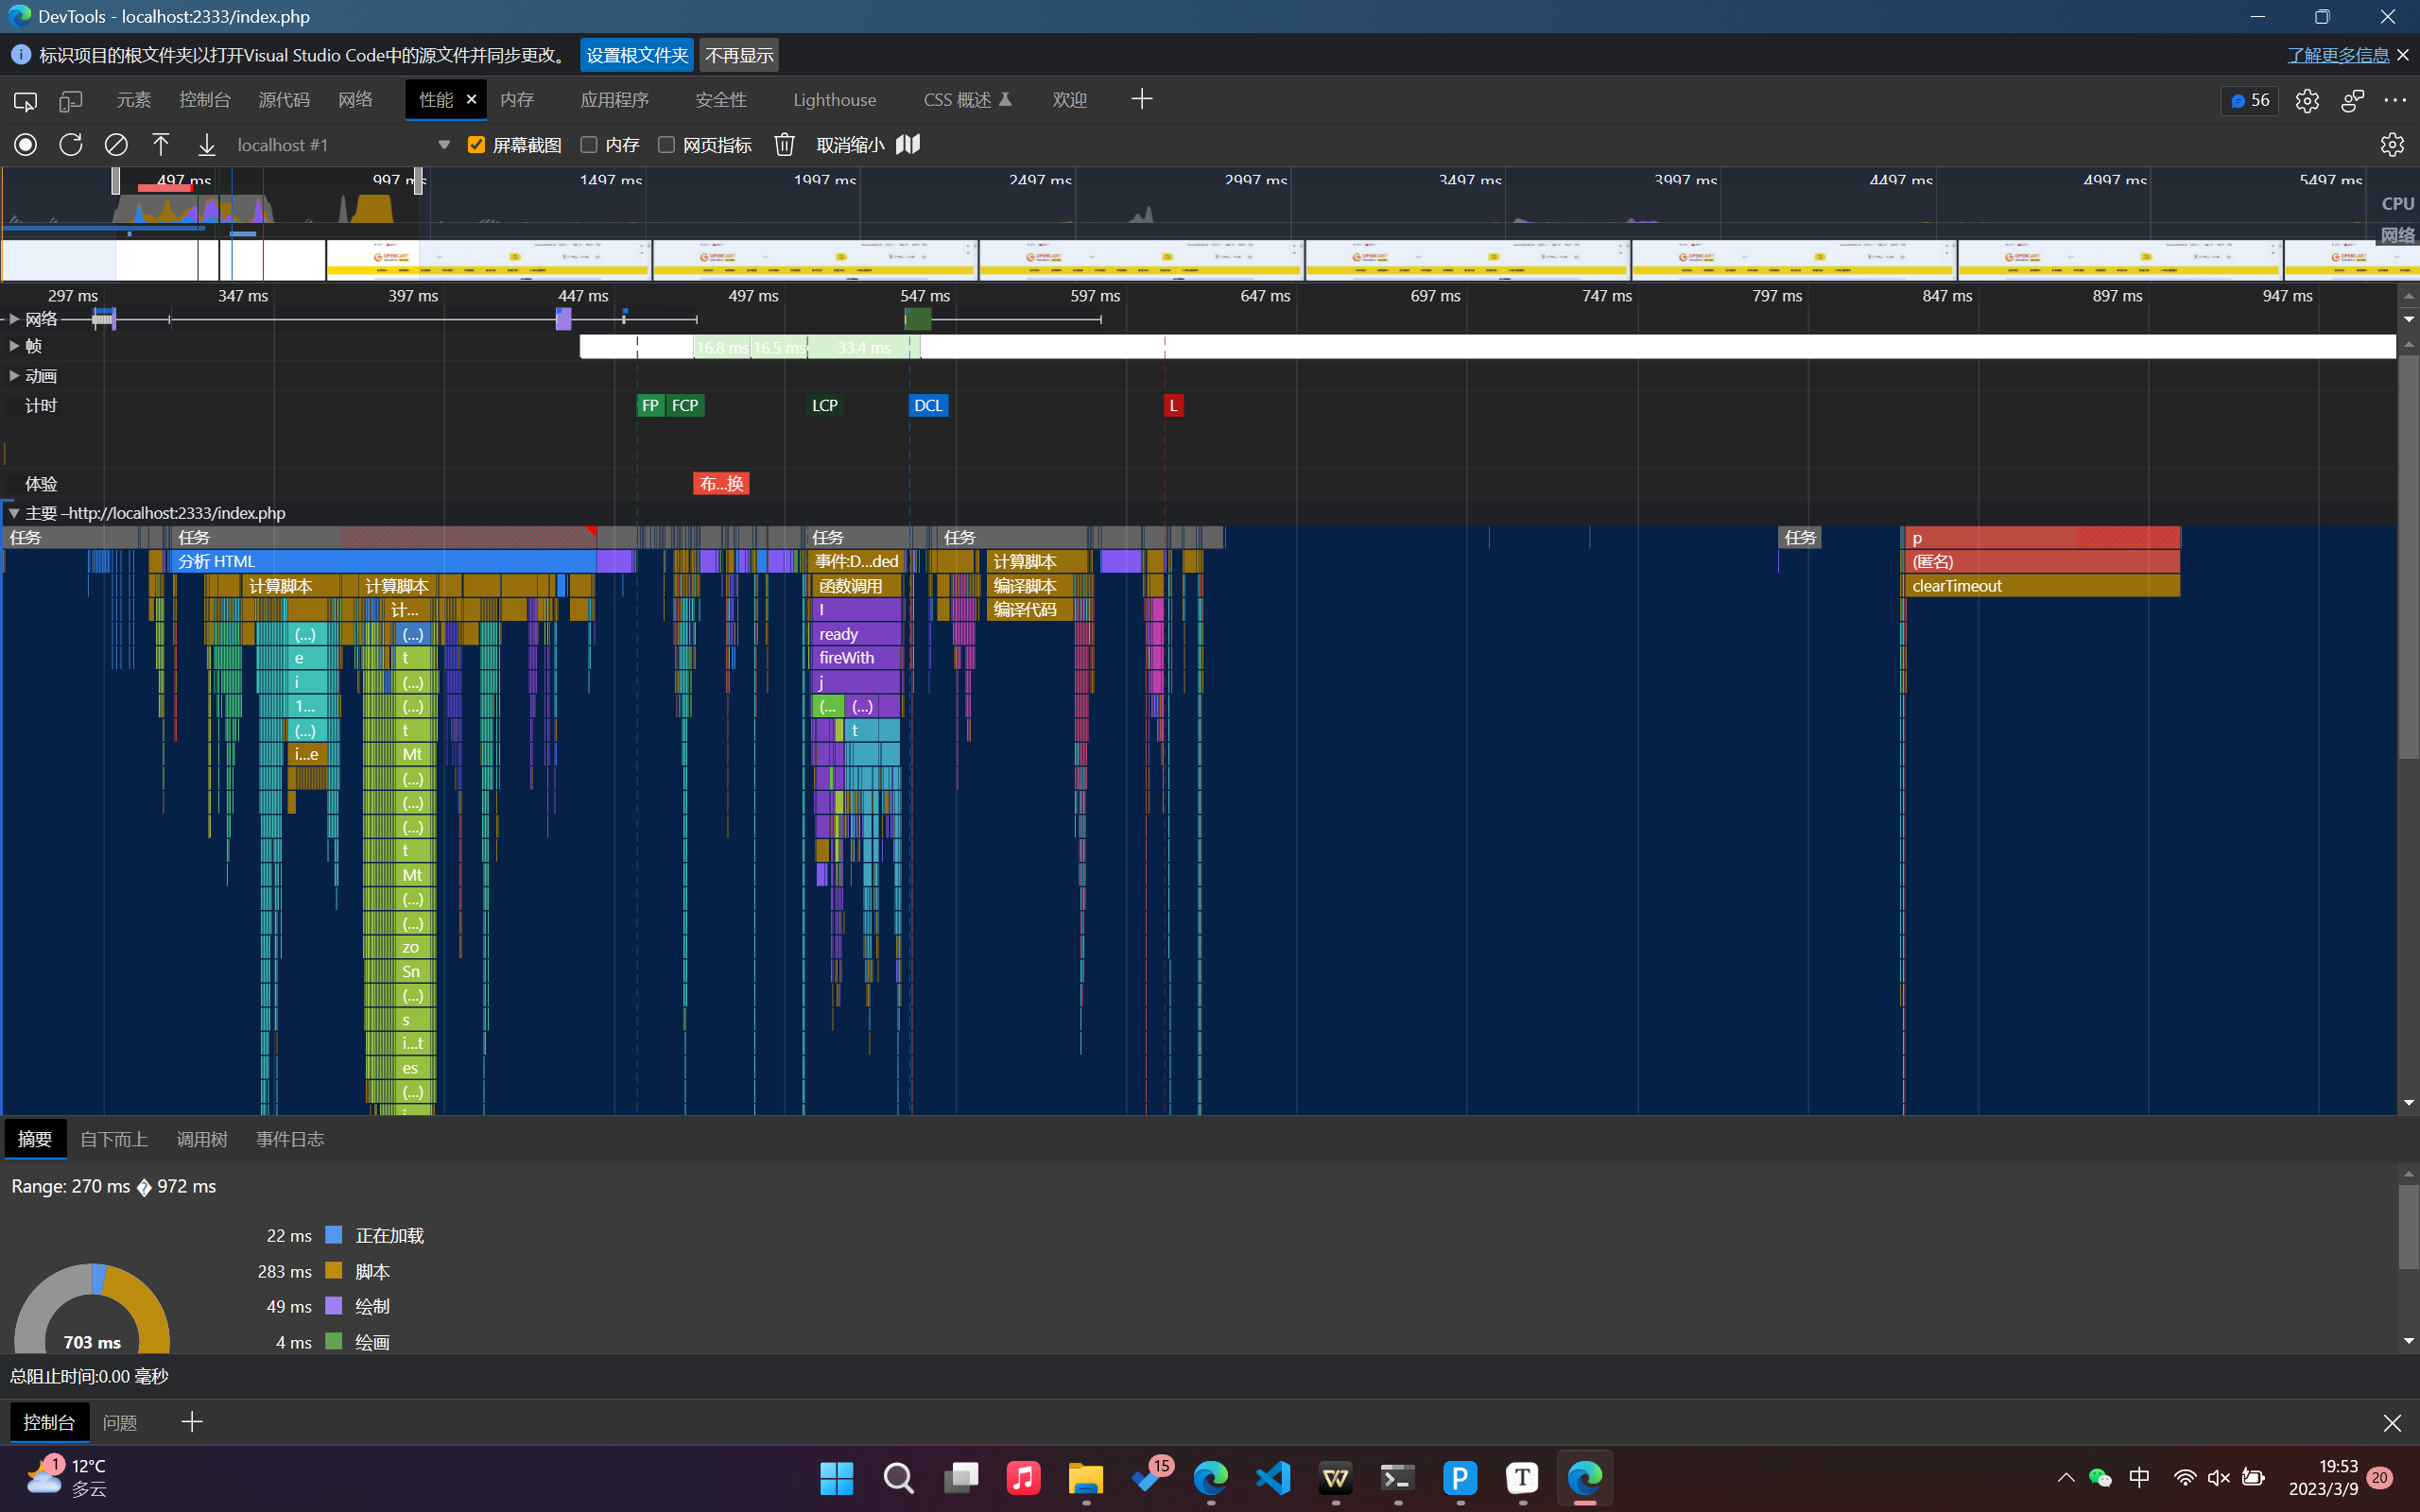 DevTools - localhost:2333/index.php
标识项目的根文件夹以打开Visual Studio Code中的源文件并同步更改。 设置根文件夹 不再显示 了解更多信息
元素 控制台 源代码 网络 性能 内存 应用程序 安全性 Lighthouse CSS 概述 欢迎 56
localhost #1 屏幕截图 内存 网页指标 取消缩小
497 ms 997 ms 1497 ms 1997 ms 2497 ms 2997 ms 3497 ms 3997 ms 4497 ms 4997 ms 5497 ms
CPU
网络
297 ms 347 ms 397 ms 447 ms 497 ms 547 ms 597 ms 647 ms 697 ms 747 ms 797 ms 847 ms 897 ms 947 ms
网络
帧 16.8 ms 16.5 ms 33.4 ms
动画
计时 FP FCP LCP DCL L
体验 布...换
主要 –http://localhost:2333/index.php
任务 任务 任务 任务 任务 p
分析 HTML 事件:D...ded 计算脚本 (匿名)
计算脚本 计算脚本 函数调用 编译脚本 clearTimeout
计... l 编译代码
(...) (...) ready
e t fireWith
i (...) j
1... (...) (... (...)
(...) t t
i...e Mt
(...)
(...)
(...)
t
Mt
(...)
(...)
zo
Sn
(...)
s
i...t
es
(...)
摘要 自下而上 调用树 事件日志
Range: 270 ms � 972 ms
22 ms 正在加载
283 ms 脚本
49 ms 绘制
4 ms 绘画
703 ms
总阻止时间:0.00 毫秒
控制台 问题
1 12°C
多云
15
中 19:53
2023/3/9 20